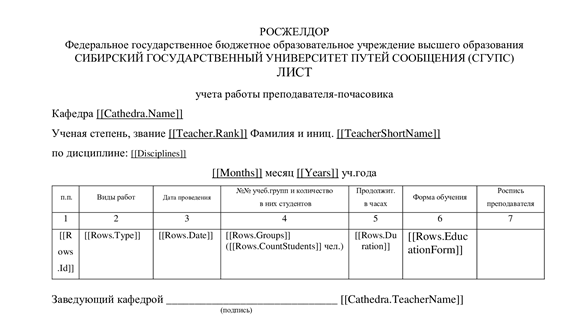 РОСЖЕЛДОР
Федеральное государственное бюджетное образовательное учреждение высшего образования
СИБИРСКИЙ ГОСУДАРСТВЕННЫЙ УНИВЕРСИТЕТ ПУТЕЙ СООБЩЕНИЯ (СГУПС)
ЛИСТ
учета работы преподавателя-почасовика
Кафедра [[Cathedra.Name]]
Ученая степень, звание [[Teacher.Rank]] Фамилия и иниц. [[TeacherShortName]]
по дисциплине: [[Disciplines]]
[[Months]] месяц [[Years]] уч.года
п.п. Виды работ Дата проведения №№ учеб.групп и количество в них студентов Продолжит. в часах Форма обучения Роспись преподавателя
1 2 3 4 5 6 7
[[Rows.Id]] [[Rows.Type]] [[Rows.Date]] [[Rows.Groups]] ([[Rows.CountStudents]] чел.) [[Rows.Duration]] [[Rows.EducationForm]]
Заведующий кафедрой ______________________________ [[Cathedra.TeacherName]]
(подпись)